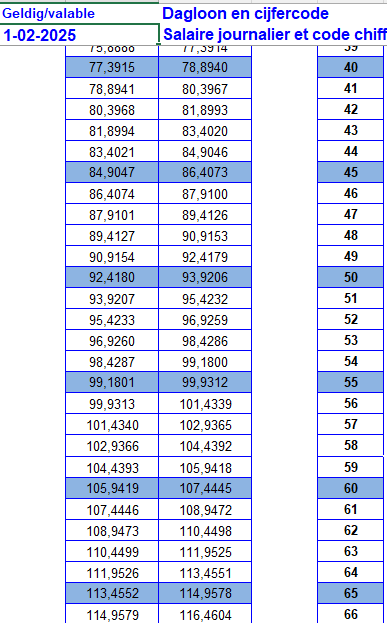 Geldig/valable Dagloon en cijfercode
1-02-2025 Salaire journalier et code chiff
75,8888 77,3914 39
77,3915 78,8940 40
78,8941 80,3967 41
80,3968 81,8993 42
81,8994 83,4020 43
83,4021 84,9046 44
84,9047 86,4073 45
86,4074 87,9100 46
87,9101 89,4126 47
89,4127 90,9153 48
90,9154 92,4179 49
92,4180 93,9206 50
93,9207 95,4232 51
95,4233 96,9259 52
96,9260 98,4286 53
98,4287 99,1800 54
99,1801 99,9312 55
99,9313 101,4339 56
101,4340 102,9365 57
102,9366 104,4392 58
104,4393 105,9418 59
105,9419 107,4445 60
107,4446 108,9472 61
108,9473 110,4498 62
110,4499 111,9525 63
111,9526 113,4551 64
113,4552 114,9578 65
114,9579 116,4604 66